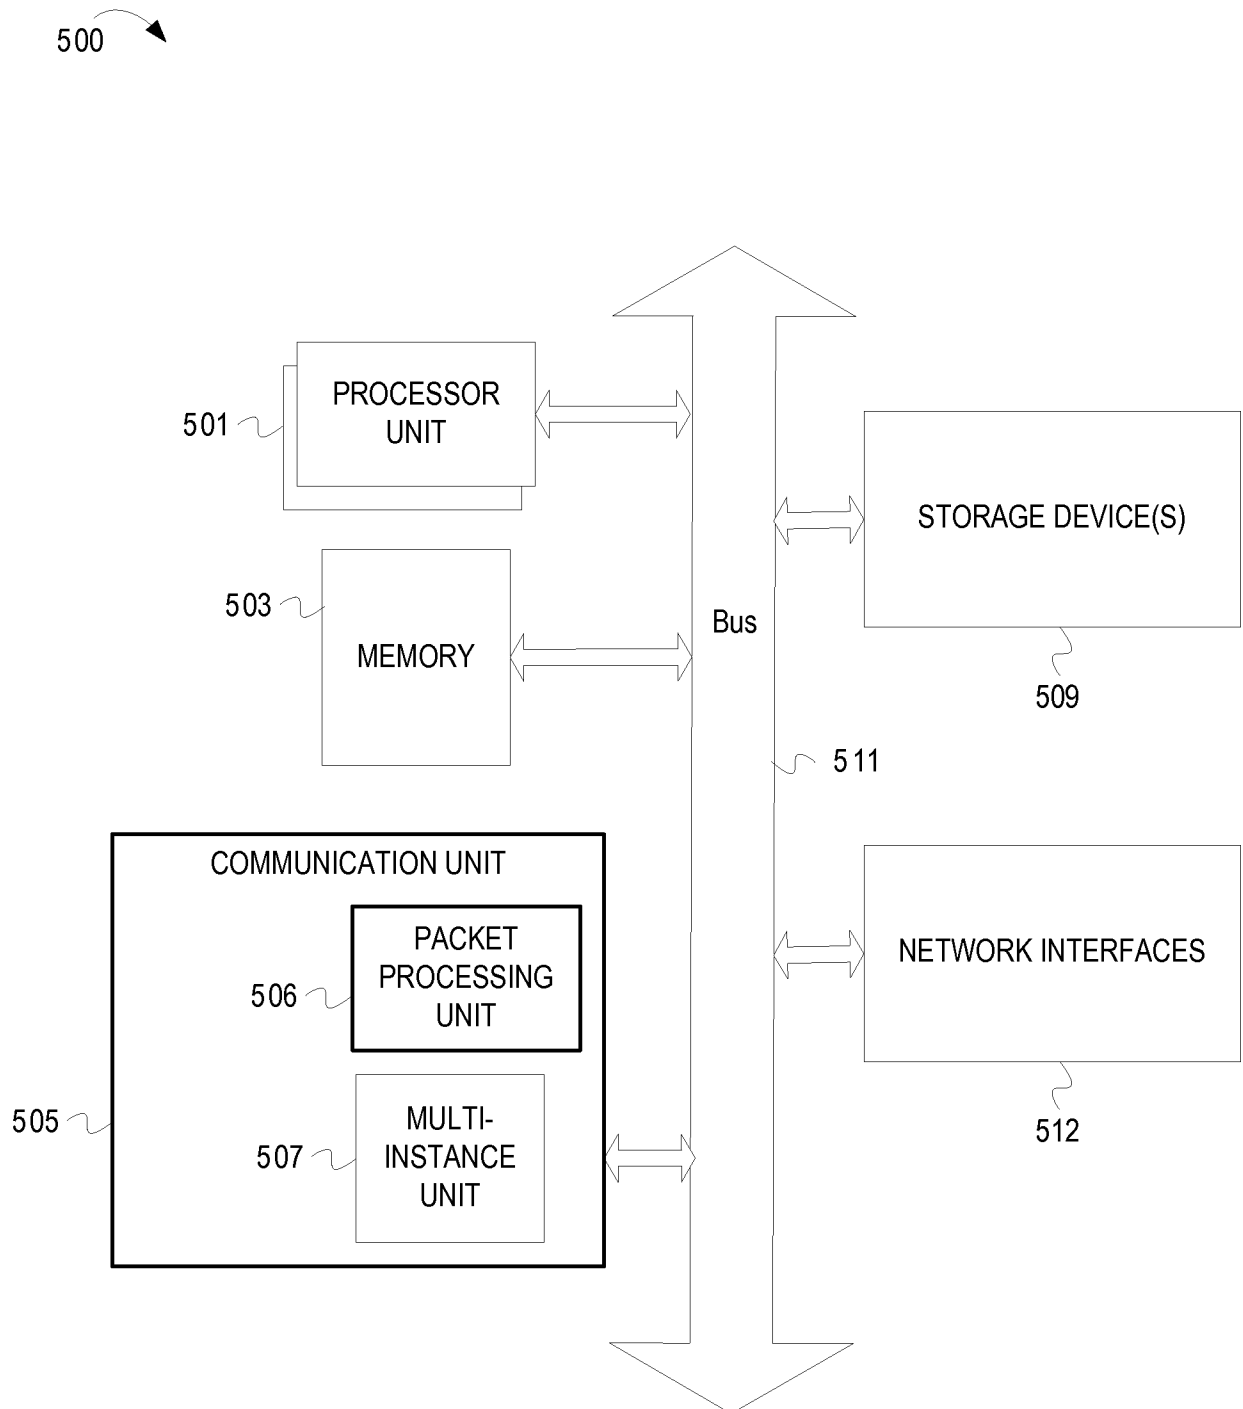 500
PROCESSOR
UNIT
501
STORAGE DEVICE(S)
503
MEMORY
Bus
509
511
COMMUNICATION UNIT
PACKET
PROCESSING
UNIT
506
NETWORK INTERFACES
505
MULTI-
INSTANCE
UNIT
507
512